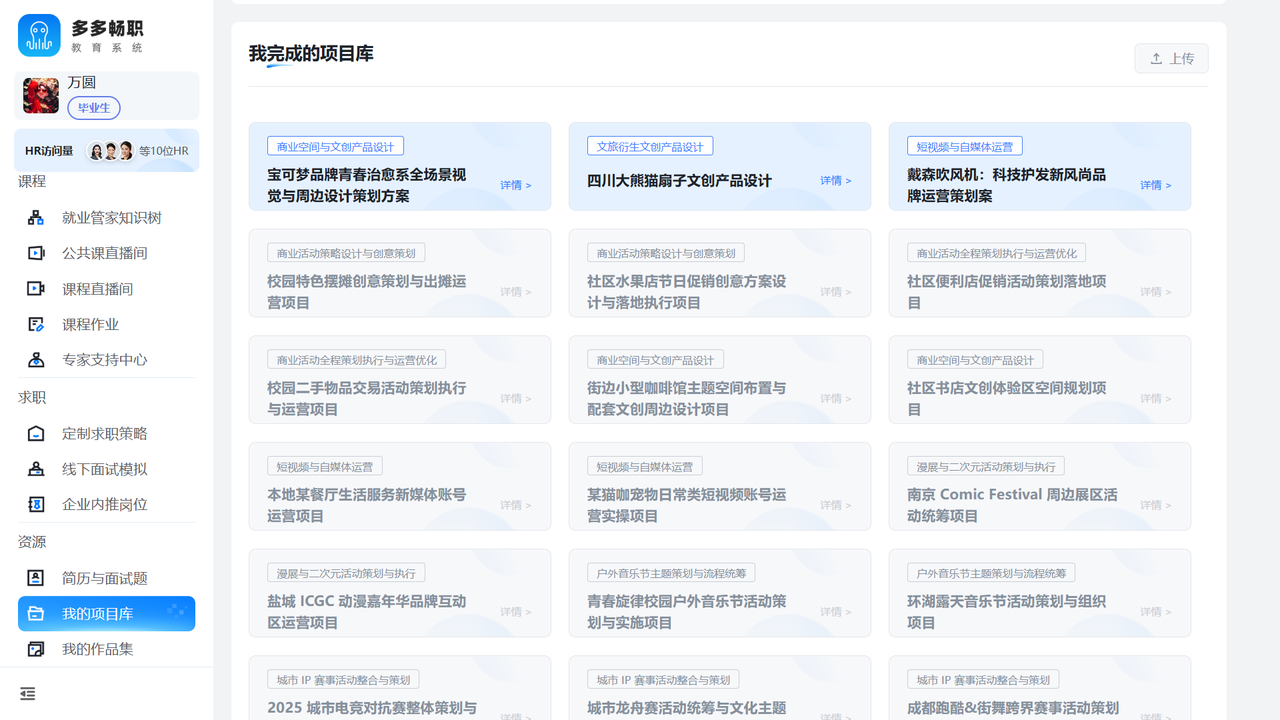 多多畅职
教育系统
万圆
毕业生
HR访问量
等10位HR
课程
就业管家知识树
公共课直播间
课程直播间
课程作业
专家支持中心
求职
定制求职策略
线下面试模拟
企业内推岗位
资源
简历与面试题
我的项目库
我的作品集
我完成的项目库
上传
商业空间与文创产品设计
宝可梦品牌青春治愈系全场景视
觉与周边设计策划方案
详情 >
文旅衍生文创产品设计
四川大熊猫扇子文创产品设计
详情 >
短视频与自媒体运营
戴森吹风机：科技护发新风尚品
牌运营策划案
详情 >
商业活动策略设计与创意策划
校园特色摆摊创意策划与出摊运
营项目
详情 >
商业活动策略设计与创意策划
社区水果店节日促销创意方案设
计与落地执行项目
详情 >
商业活动全程策划执行与运营优化
社区便利店促销活动策划落地项
目
详情 >
商业活动全程策划执行与运营优化
校园二手物品交易活动策划执行
与运营项目
详情 >
商业空间与文创产品设计
街边小型咖啡馆主题空间布置与
配套文创周边设计项目
详情 >
商业空间与文创产品设计
社区书店文创体验区空间规划项
目
详情 >
短视频与自媒体运营
本地某餐厅生活服务新媒体账号
运营项目
详情 >
短视频与自媒体运营
某猫咖宠物日常类短视频账号运
营实操项目
详情 >
漫展与二次元活动策划与执行
南京 Comic Festival 周边展区活
动统筹项目
详情 >
漫展与二次元活动策划与执行
盐城 ICGC 动漫嘉年华品牌互动
区运营项目
详情 >
户外音乐节主题策划与流程统筹
青春旋律校园户外音乐节活动策
划与实施项目
详情 >
户外音乐节主题策划与流程统筹
环湖露天音乐节活动策划与组织
项目
详情 >
城市 IP 赛事活动整合与策划
2025 城市电竞对抗赛整体策划与
详情 >
城市 IP 赛事活动整合与策划
城市龙舟赛活动统筹与文化主题
详情 >
城市 IP 赛事活动整合与策划
成都跑酷&街舞跨界赛事活动策划
详情 >